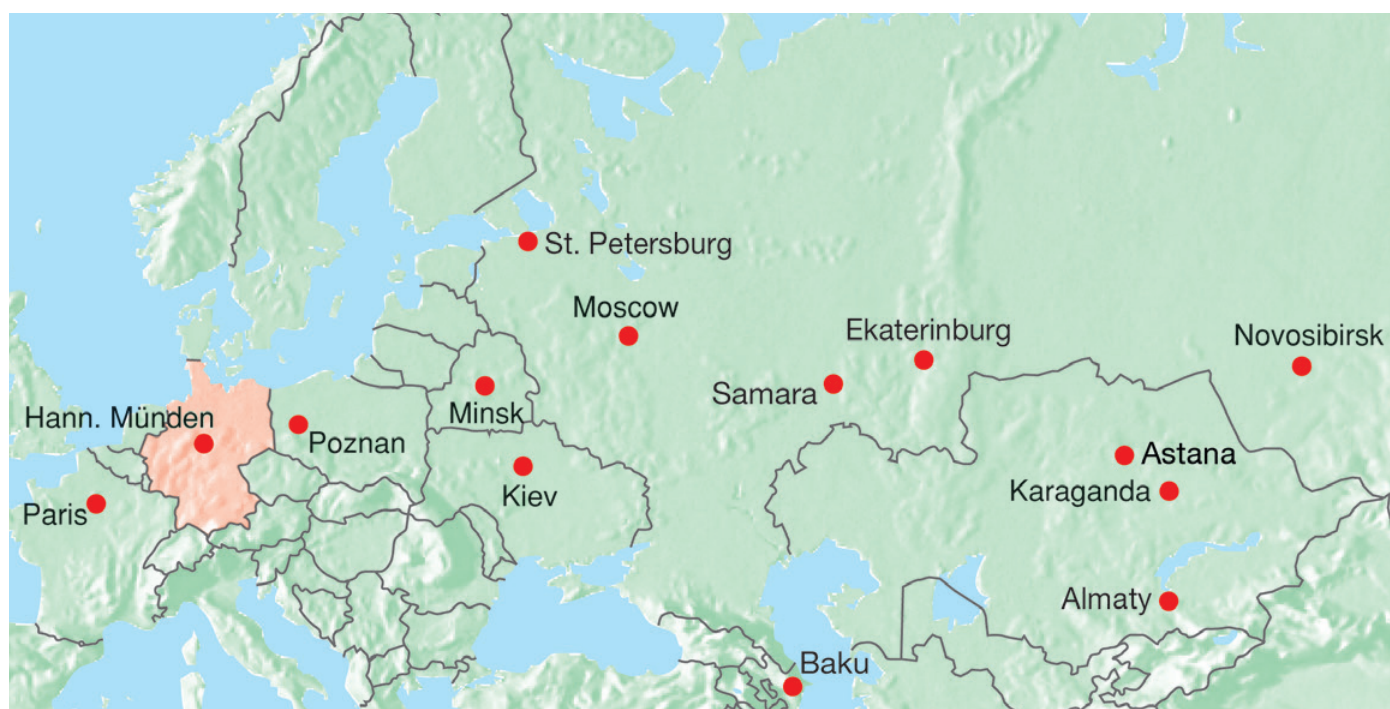 St. Petersburg
Moscow
Ekaterinburg
Novosibirsk
Samara
Hann. Münden
Minsk
Poznan
Astana
Kiev
Karaganda
Paris
Almaty
Baku